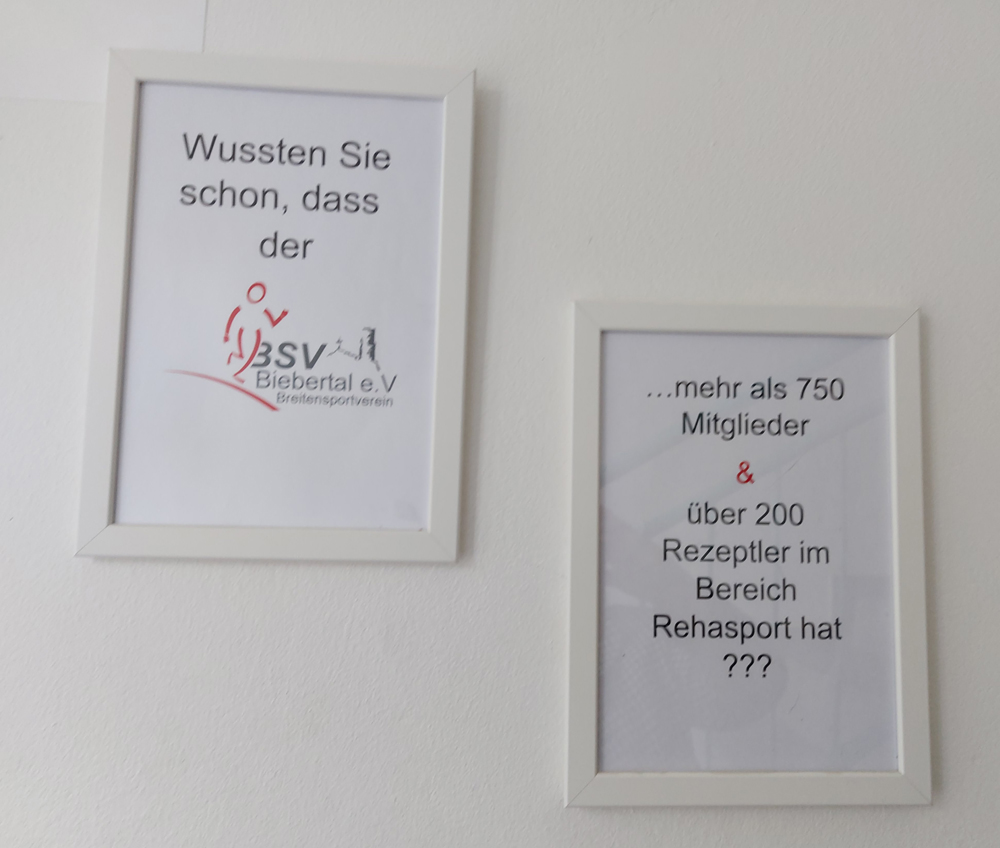 Wussten Sie
schon, dass
der
BSV
Biebertal e.V
Breitensportverein
...mehr als 750
Mitglieder
&
über 200
Rezeptler im
Bereich
Rehasport hat
???